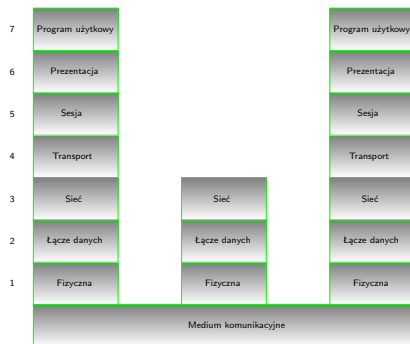 7 Program użytkowy Program użytkowy
6 Prezentacja Prezentacja
5 Sesja Sesja
4 Transport Transport
3 Sieć Sieć Sieć
2 Łącze danych Łącze danych Łącze danych
1 Fizyczna Fizyczna Fizyczna
Medium komunikacyjne